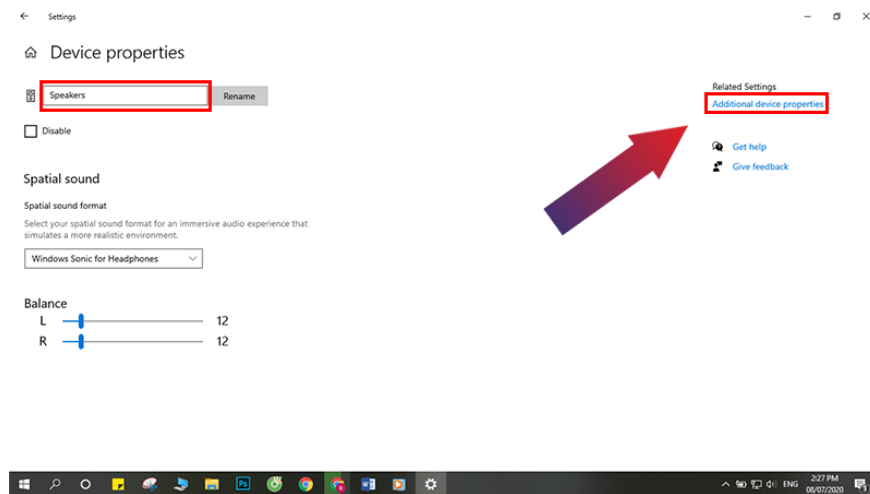 Settings
Device properties
Speakers
Rename
Disable
Spatial sound
Spatial sound format
Select your spatial sound format for an immersive audio experience that
simulates a more realistic environment.
Windows Sonic for Headphones
Balance
L 12
R 12
Related Settings
Additional device properties
Get help
Give feedback
ENG
2:27 PM
08/07/2020